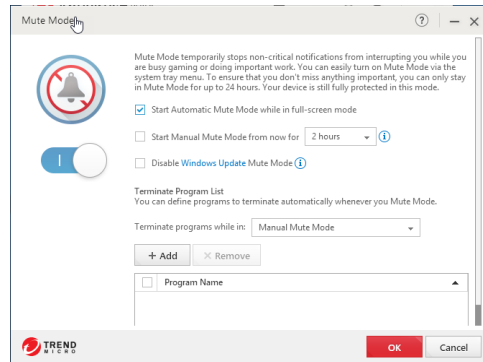 Mute Mode
Mute Mode temporarily stops non-critical notifications from interrupting you while you
are busy gaming or doing important work. You can easily turn on Mute Mode via the
system tray menu. To ensure that you don't miss anything important, you can only stay
in Mute Mode for up to 24 hours. Your device is still fully protected in this mode.
Start Automatic Mute Mode while in full-screen mode
Start Manual Mute Mode from now for 2 hours
Disable Windows Update Mute Mode
Terminate Program List
You can define programs to terminate automatically whenever you Mute Mode.
Terminate programs while in: Manual Mute Mode
+ Add × Remove
Program Name
TREND
MICRO
OK Cancel